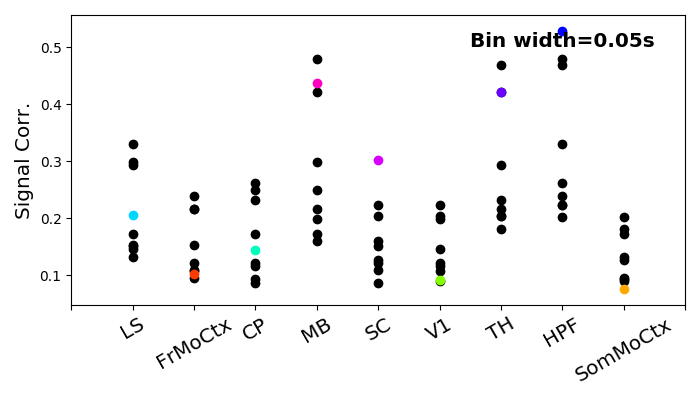 Bin width=0.05s
Signal Corr.
0.5
0.4
0.3
0.2
0.1
LS
FrMoCtx
CP
MB
SC
V1
TH
HPF
SomMoCtx